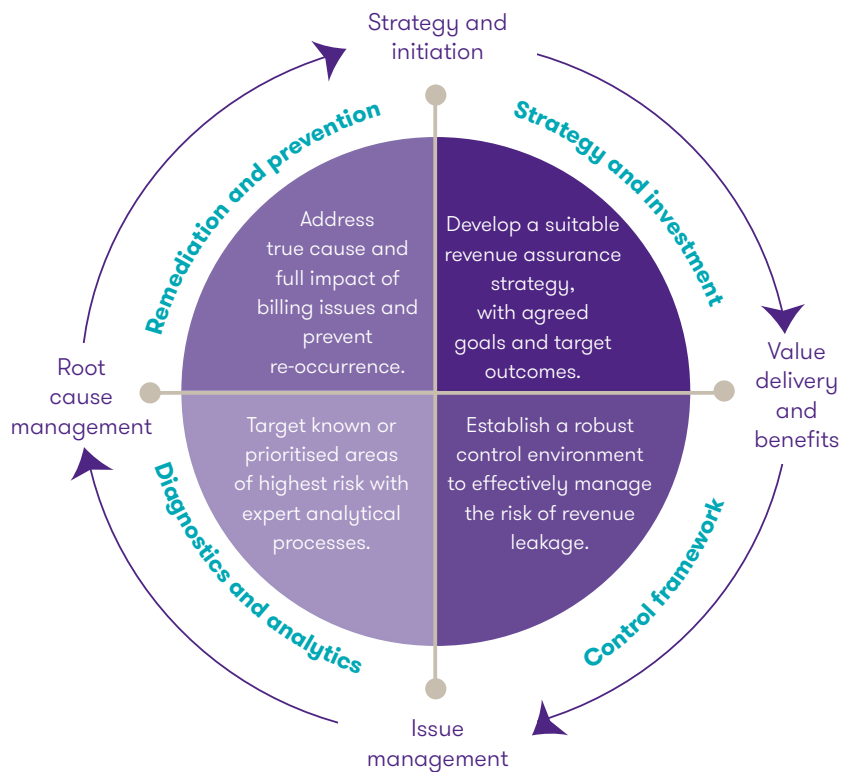 Strategy and
initiation
Remediation and prevention
Strategy and investment
Address
true cause and
full impact of
billing issues and
prevent
re-occurrence.
Develop a suitable
revenue assurance
strategy,
with agreed
goals and target
outcomes.
Root
cause
management
Value
delivery
and
benefits
Target known or
prioritised areas
of highest risk with
expert analytical
processes.
Establish a robust
control environment
to effectively manage
the risk of revenue
leakage.
Diagnostics and analytics
Control framework
Issue
management